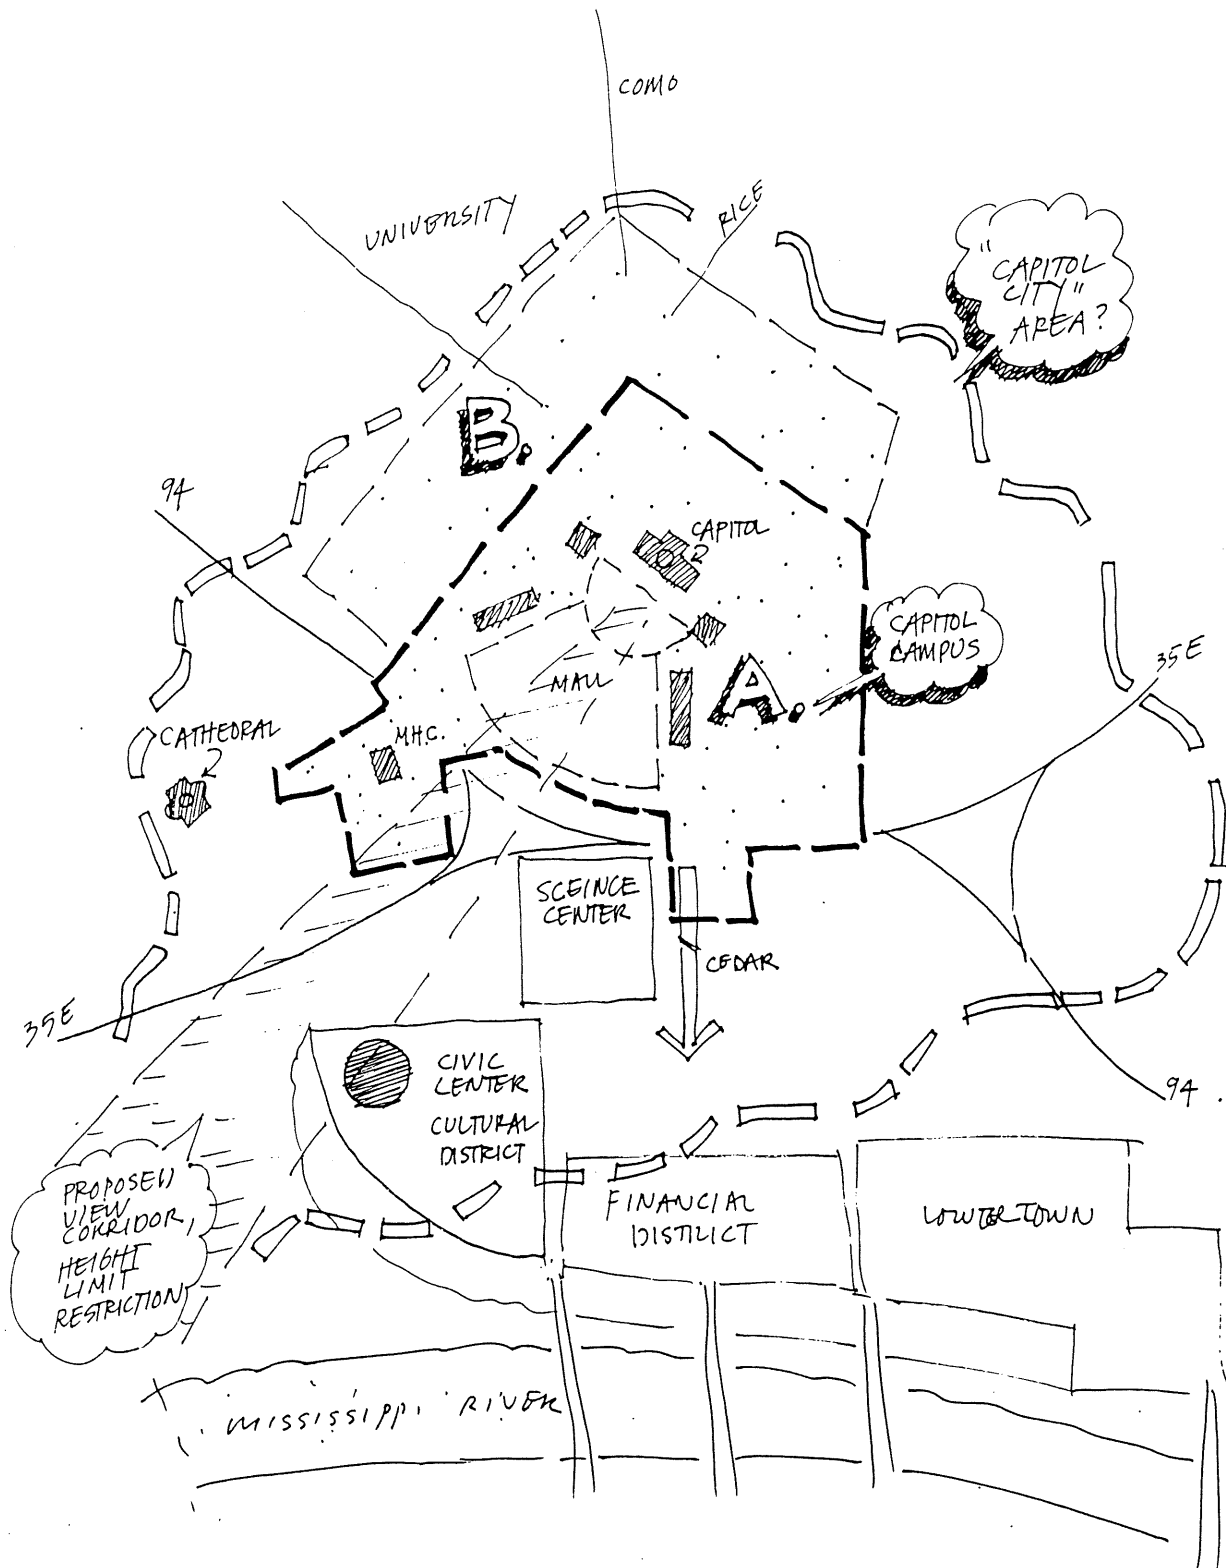 COMO
UNIVERSITY
RICE
"CAPITOL
CITY"
AREA?
B.
94
CAPITOL
CAPITOL
CAMPUS
35E
MALL
A.
CATHEDRAL
M.H.C.
SCEINCE
CENTER
CEDAR
35E
CIVIC
CENTER
CULTURAL
DISTRICT
94
PROPOSED
VIEW
CORRIDOR,
HEIGHT
LIMIT
RESTRICTION
FINANCIAL
DISTRICT
LOWERTOWN
MISSISSIPPI RIVER